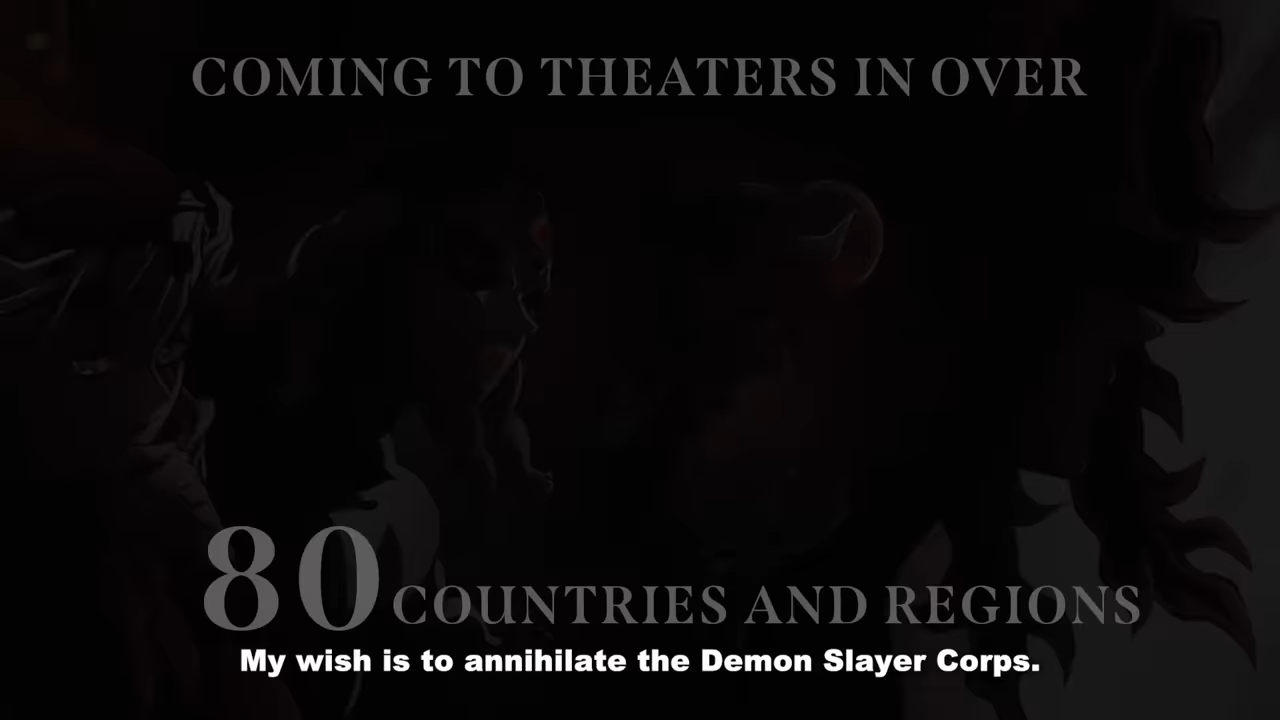 COMING TO THEATERS IN OVER
80 COUNTRIES AND REGIONS
My wish is to annihilate the Demon Slayer Corps.